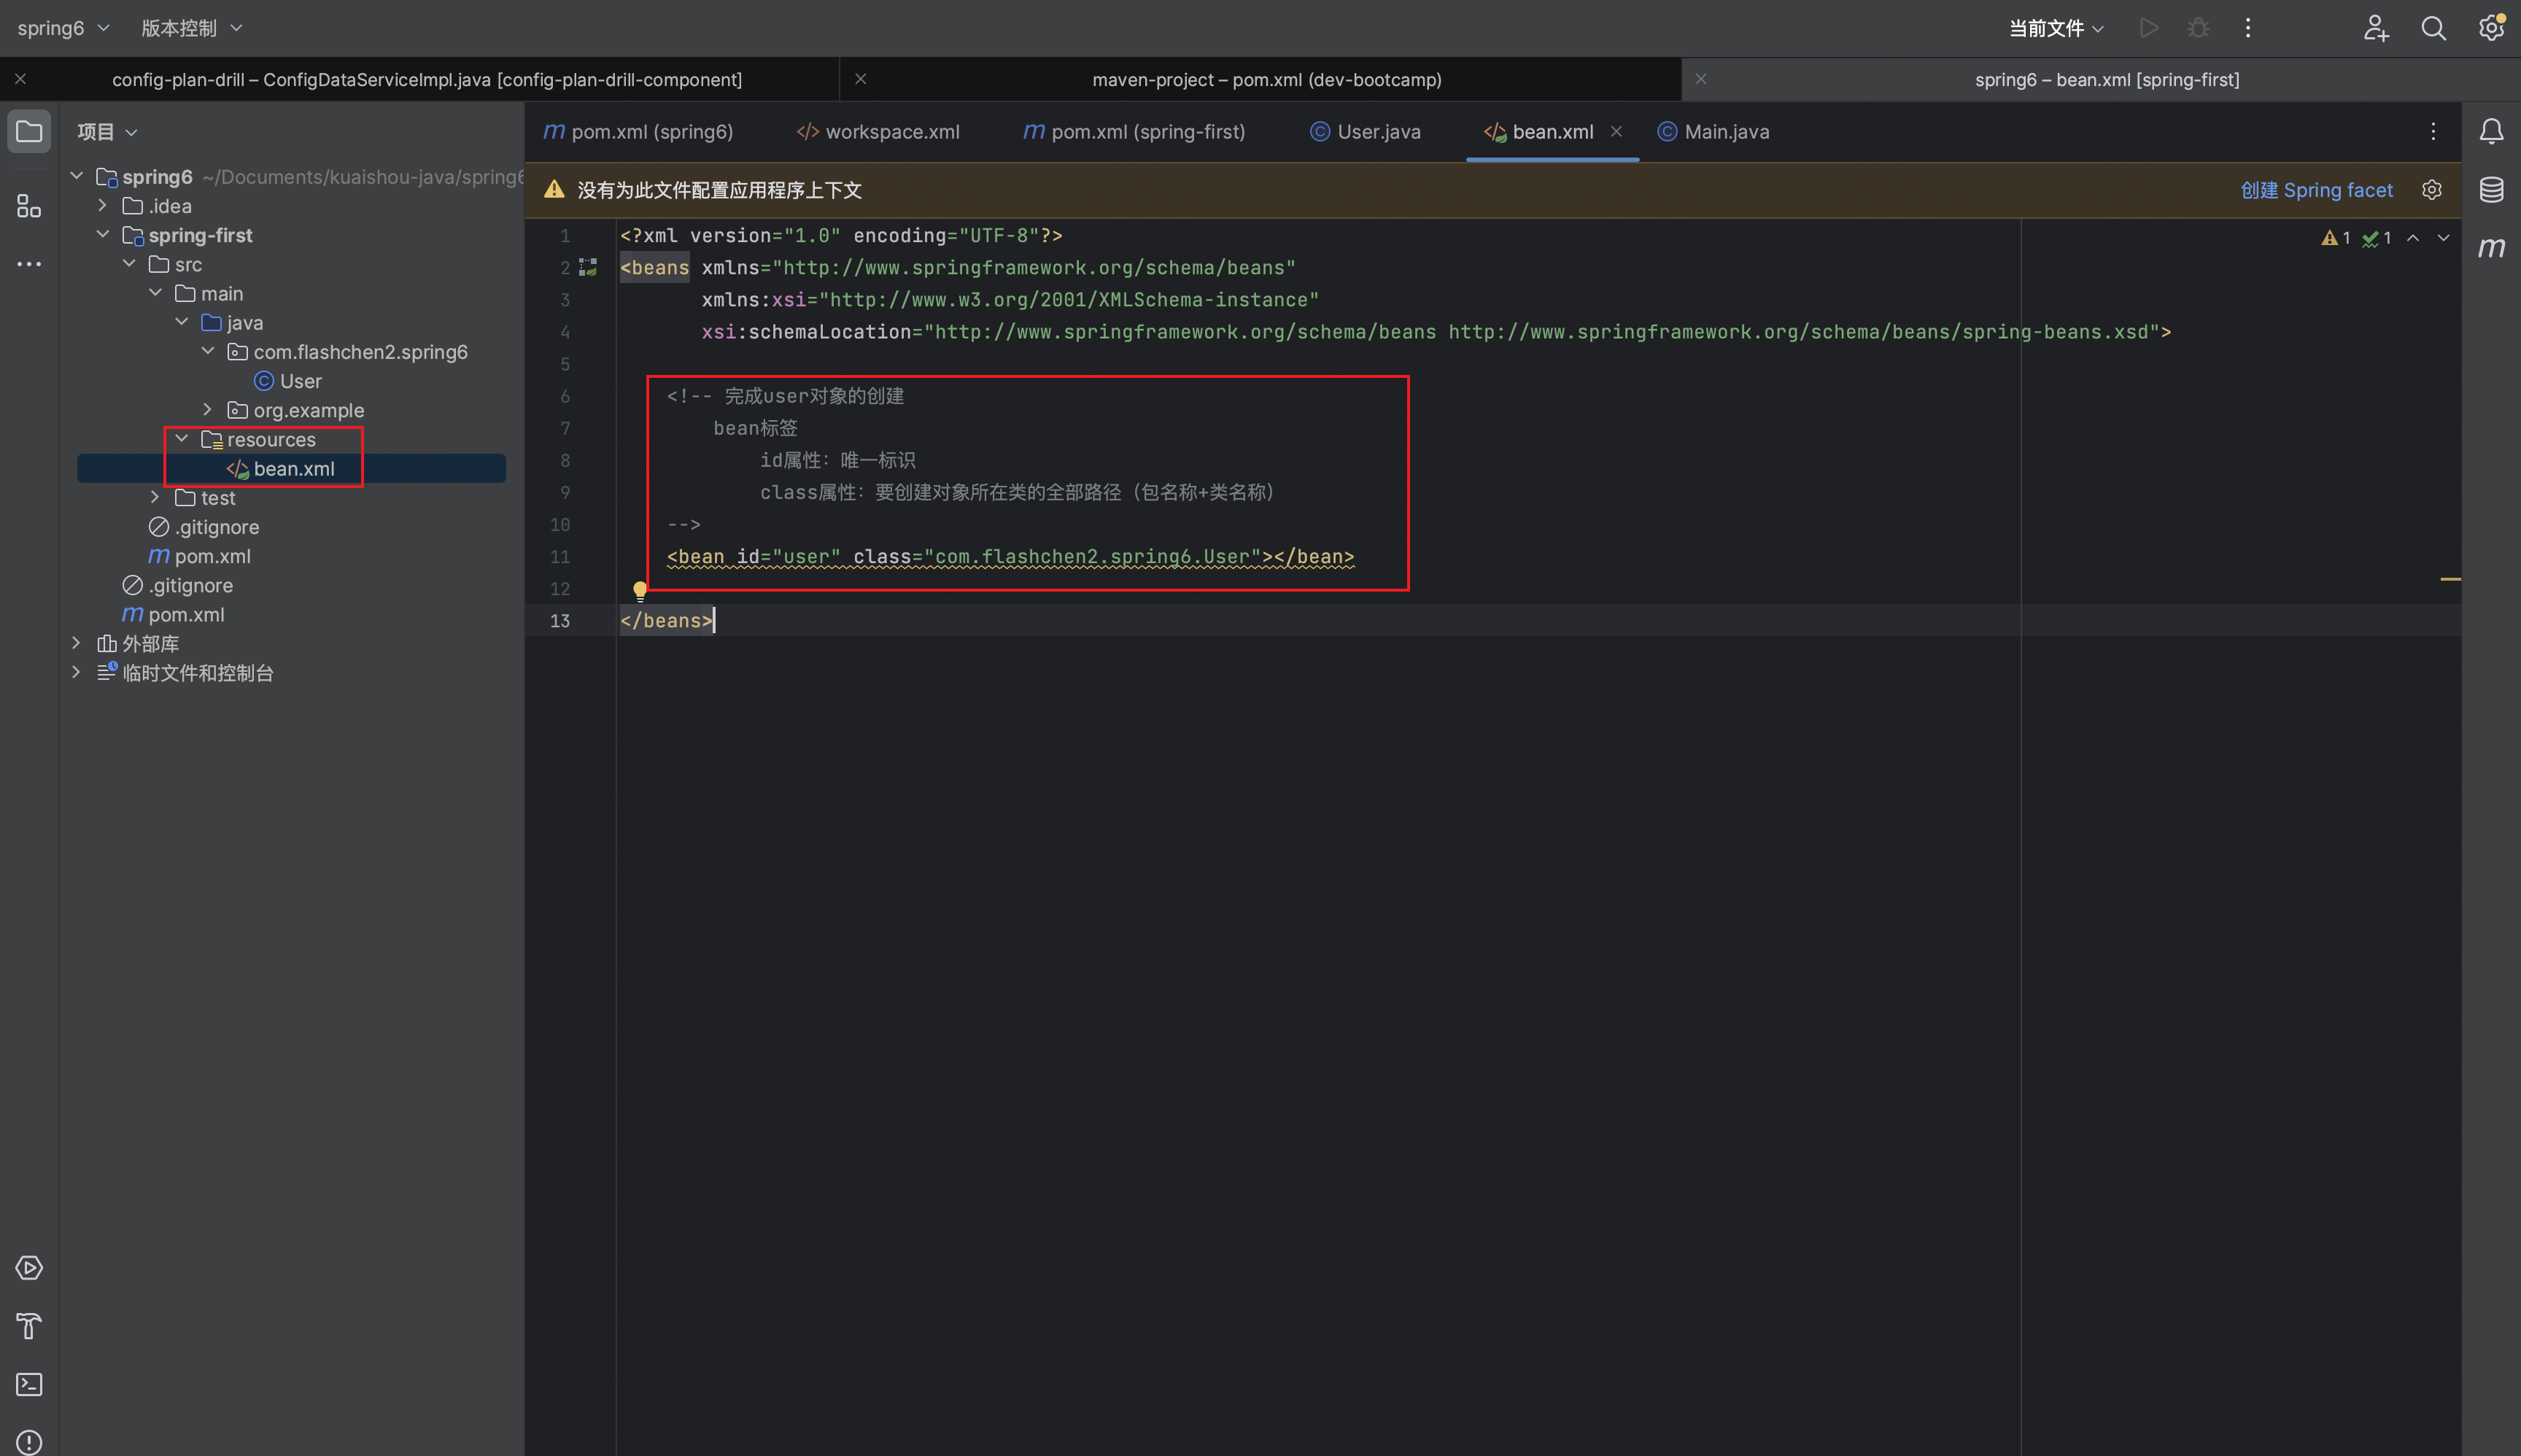 spring6 版本控制 当前文件
config-plan-drill – ConfigDataServiceImpl.java [config-plan-drill-component] maven-project – pom.xml (dev-bootcamp) spring6 – bean.xml [spring-first]
项目
spring6 ~/Documents/kuaishou-java/spring6
.idea
spring-first
src
main
java
com.flashchen2.spring6
User
org.example
resources
bean.xml
test
.gitignore
pom.xml
.gitignore
pom.xml
外部库
临时文件和控制台
pom.xml (spring6) workspace.xml pom.xml (spring-first) User.java bean.xml Main.java
没有为此文件配置应用程序上下文 创建 Spring facet
1 <?xml version="1.0" encoding="UTF-8"?>
1 1
2 <beans xmlns="http://www.springframework.org/schema/beans"
3 xmlns:xsi="http://www.w3.org/2001/XMLSchema-instance"
4 xsi:schemaLocation="http://www.springframework.org/schema/beans http://www.springframework.org/schema/beans/spring-beans.xsd">
5
6 <!-- 完成user对象的创建
7 bean标签
8 id属性：唯一标识
9 class属性：要创建对象所在类的全部路径（包名称+类名称）
10 -->
11 <bean id="user" class="com.flashchen2.spring6.User"></bean>
12
13 </beans>